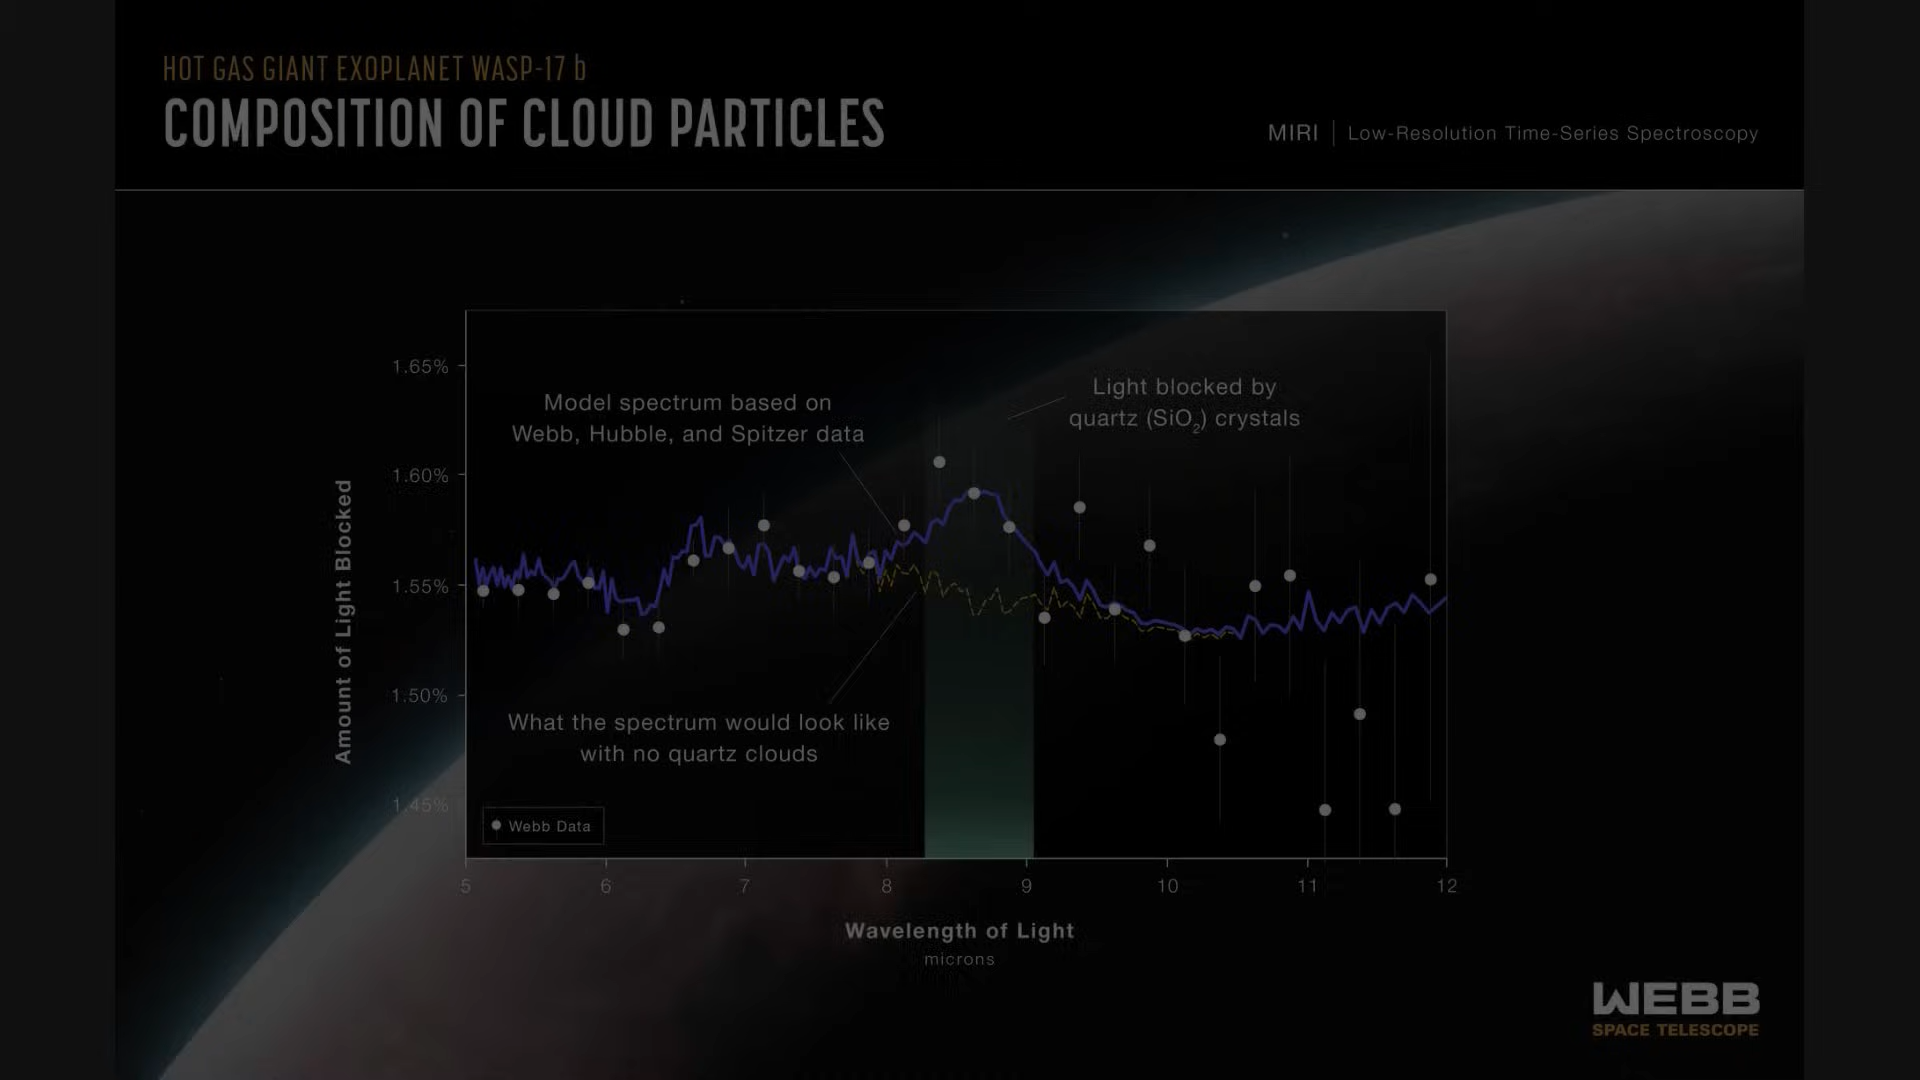 HOT GAS GIANT EXOPLANET WASP-17 b
COMPOSITION OF CLOUD PARTICLES
MIRI | Low-Resolution Time-Series Spectroscopy
1.65%
1.60%
1.55%
1.50%
1.45%
Amount of Light Blocked
Model spectrum based on
Webb, Hubble, and Spitzer data
Light blocked by
quartz (SiO₂) crystals
What the spectrum would look like
with no quartz clouds
Webb Data
5 6 7 8 9 10 11 12
Wavelength of Light
microns
WEBB
SPACE TELESCOPE